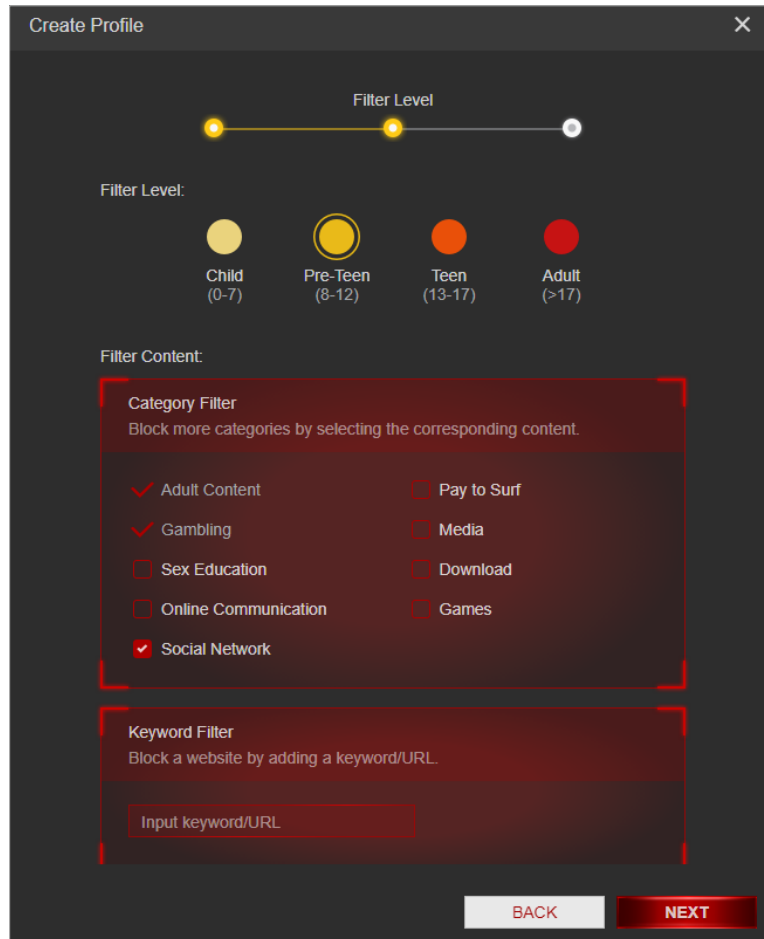 Create Profile
Filter Level
Filter Level:
Child
(0-7)
Pre-Teen
(8-12)
Teen
(13-17)
Adult
(>17)
Filter Content:
Category Filter
Block more categories by selecting the corresponding content.
Adult Content
Pay to Surf
Gambling
Media
Sex Education
Download
Online Communication
Games
Social Network
Keyword Filter
Block a website by adding a keyword/URL.
Input keyword/URL
BACK
NEXT